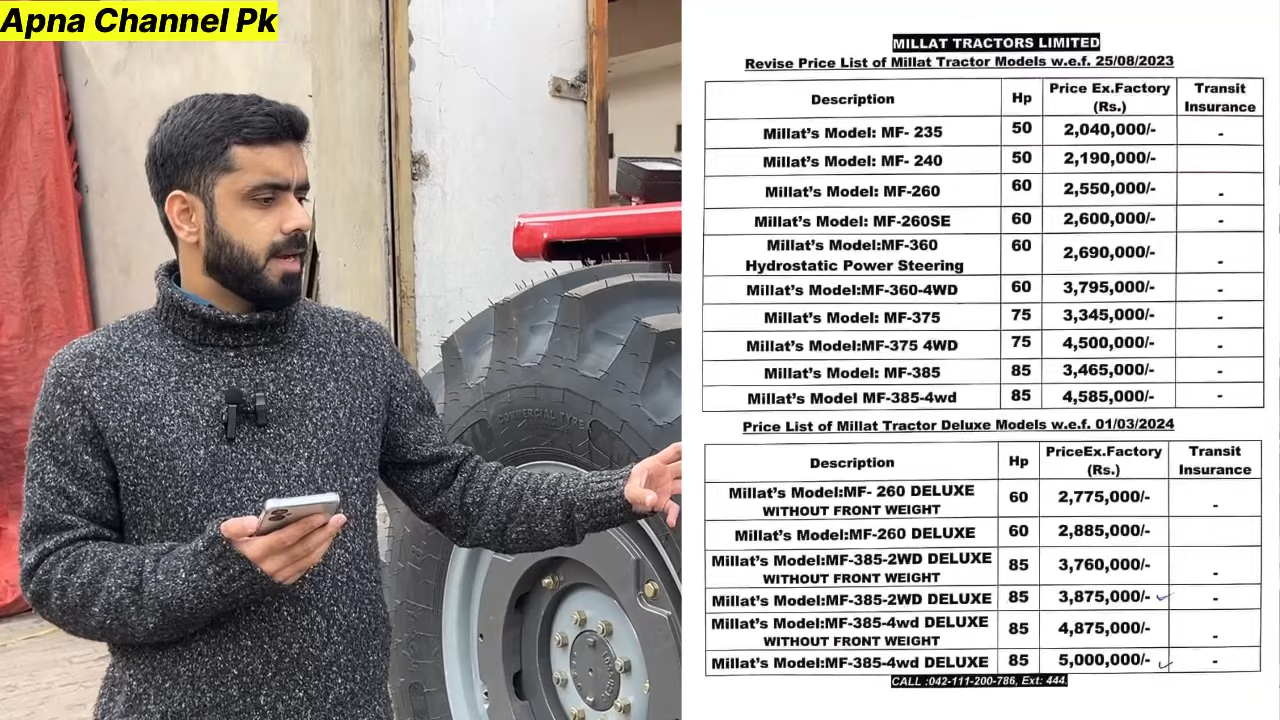 Apna Channel Pk
COMMERCIAL TYRE
MILLAT TRACTORS LIMITED
Revise Price List of Millat Tractor Models w.e.f. 25/08/2023
Description Hp Price Ex.Factory (Rs.) Transit Insurance
Millat's Model: MF- 235 50 2,040,000/- -
Millat's Model: MF- 240 50 2,190,000/- -
Millat's Model: MF-260 60 2,550,000/- -
Millat's Model: MF-260SE 60 2,600,000/- -
Millat's Model:MF-360 60 2,690,000/- -
Hydrostatic Power Steering
Millat's Model:MF-360-4WD 60 3,795,000/- -
Millat's Model: MF-375 75 3,345,000/- -
Millat's Model:MF-375 4WD 75 4,500,000/- -
Millat's Model: MF-385 85 3,465,000/- -
Millat's Model MF-385-4wd 85 4,585,000/- -
Price List of Millat Tractor Deluxe Models w.e.f. 01/03/2024
Description Hp PriceEx.Factory (Rs.) Transit Insurance
Millat's Model:MF- 260 DELUXE 60 2,775,000/- -
WITHOUT FRONT WEIGHT
Millat's Model:MF-260 DELUXE 60 2,885,000/- -
Millat's Model:MF-385-2WD DELUXE 85 3,760,000/- -
WITHOUT FRONT WEIGHT
Millat's Model:MF-385-2WD DELUXE 85 3,875,000/- -
Millat's Model:MF-385-4wd DELUXE 85 4,875,000/- -
WITHOUT FRONT WEIGHT
Millat's Model:MF-385-4wd DELUXE 85 5,000,000/- -
CALL :042-111-200-786, Ext: 444.